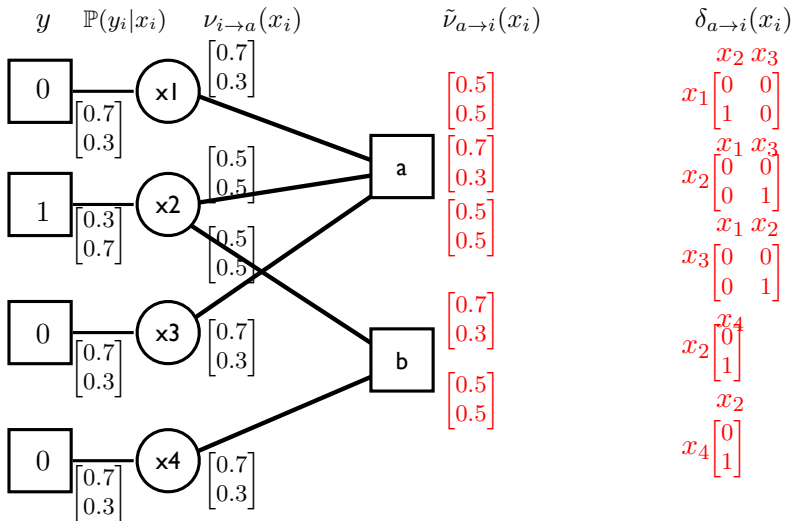 y ℙ(y_i|x_i) ν_{i→a}(x_i) ν̃_{a→i}(x_i) δ_{a→i}(x_i)
[0.7 0.3]
x_2 x_3
0 x1 [0.7 0.3]
[0.5 0.5]
x_1 [0 0 1 0]
a
[0.7 0.3]
x_1 x_3
[0.5 0.5]
1 x2 [0.3 0.7]
x_2 [0 0 0 1]
[0.5 0.5]
x_1 x_2
[0.5 0.5]
x_3 [0 0 0 1]
0 x3 [0.7 0.3]
[0.7 0.3]
[0.7 0.3]
x_4
b
x_2 [0 1]
[0.5 0.5]
x_2
0 x4 [0.7 0.3]
[0.7 0.3]
x_4 [0 1]